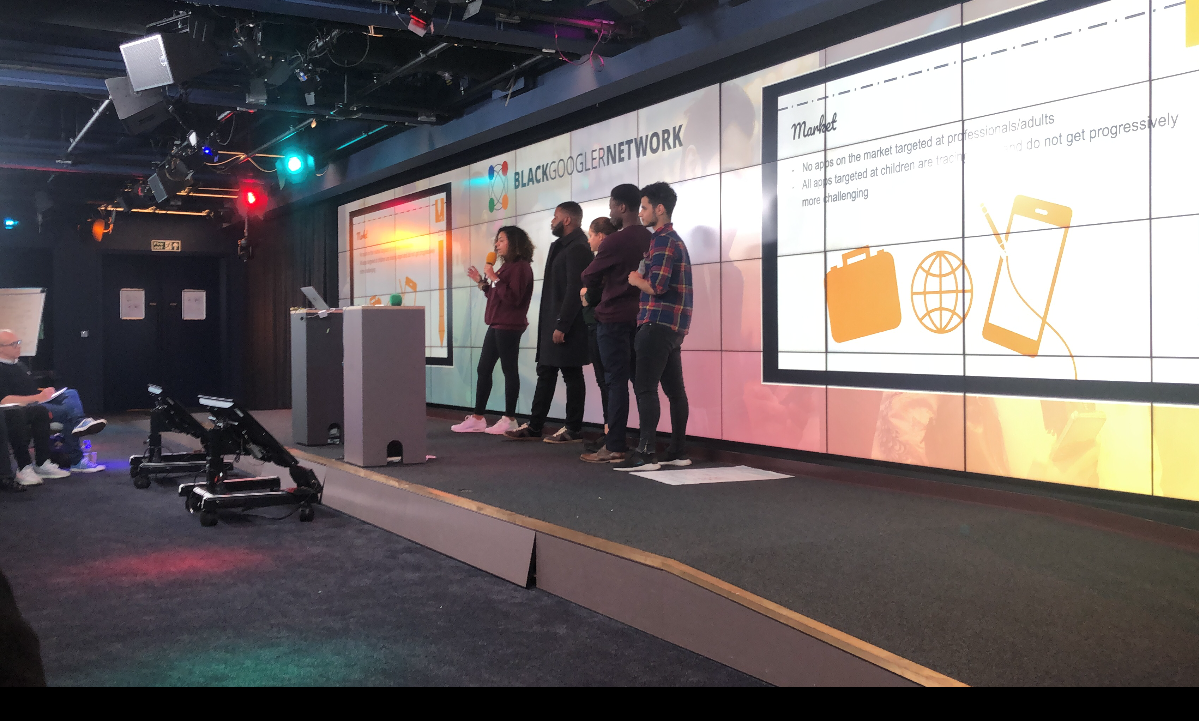 BLACKGOOGLERNETWORK
Market
- No apps on the market targeted at professionals/adults
- All apps targeted at children are and do not get progressively
more challenging